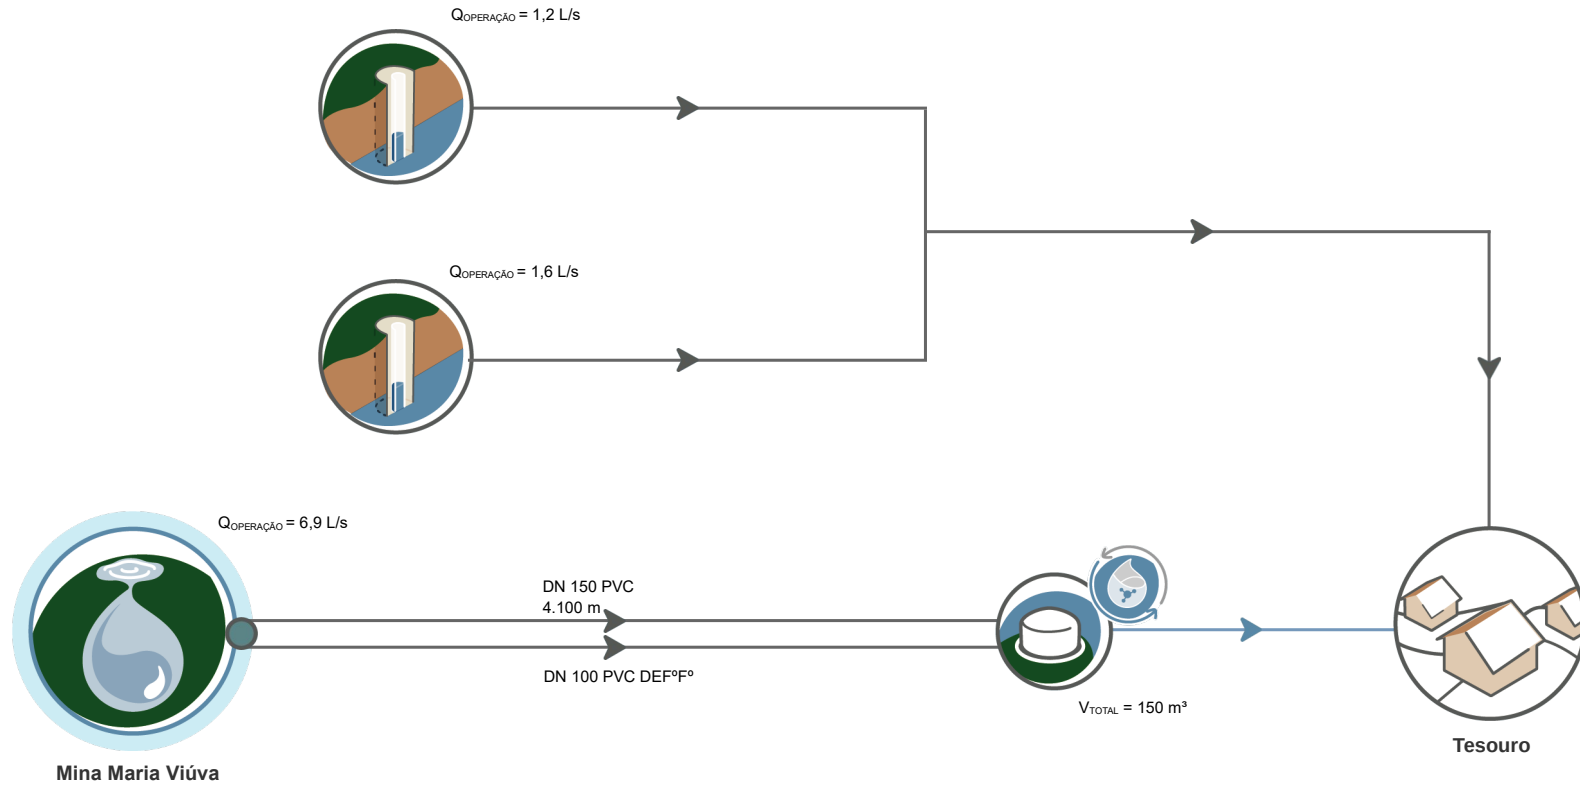 QOPERAÇÃO = 1,2 L/s
QOPERAÇÃO = 1,6 L/s
QOPERAÇÃO = 6,9 L/s
DN 150 PVC
4.100 m
DN 100 PVC DEFºFº
VTOTAL = 150 m³
Tesouro
Mina Maria Viúva